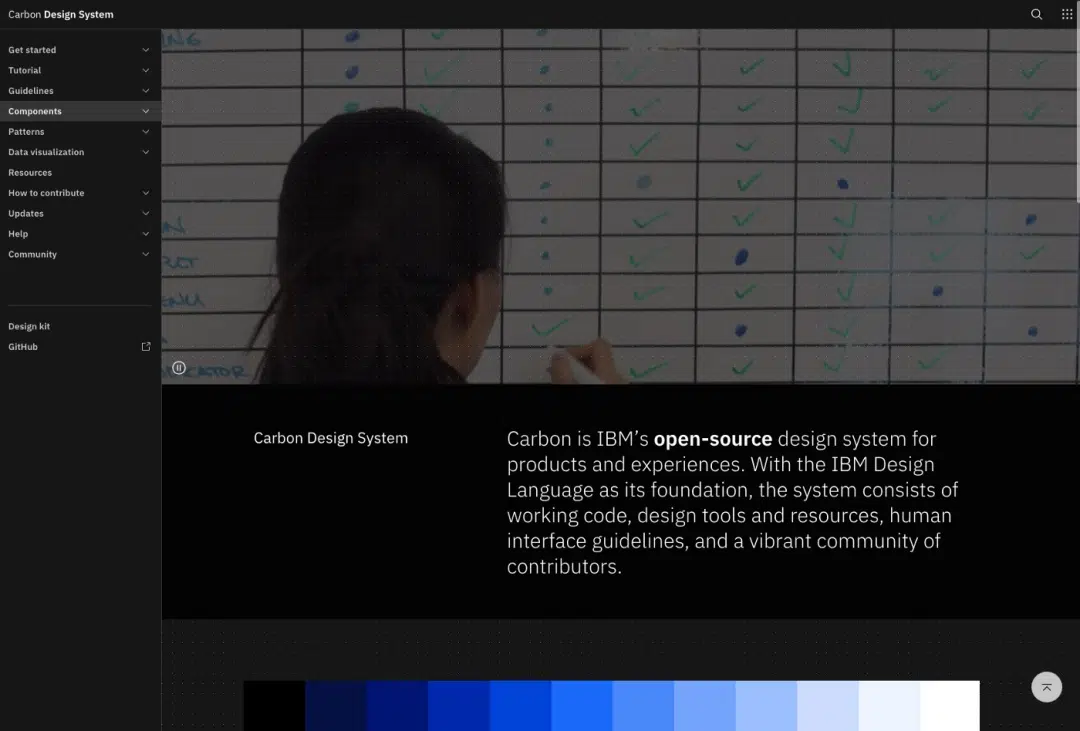 Carbon Design System
Get started
Tutorial
Guidelines
Components
Patterns
Data visualization
Resources
How to contribute
Updates
Help
Community
Design kit
GitHub
Carbon Design System
Carbon is IBM’s open-source design system for
products and experiences. With the IBM Design
Language as its foundation, the system consists of
working code, design tools and resources, human
interface guidelines, and a vibrant community of
contributors.